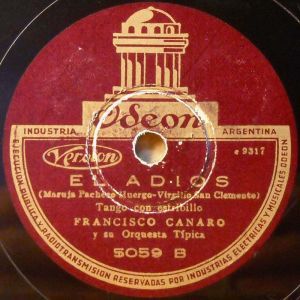 Odeon
INDUSTRIA ARGENTINA
Version
e 9317
EL ADIOS
(Maruja Pacheco Huergo-Virgilio San Clemente)
Tango con estribillo
FRANCISCO CANARO
y su Orquesta Típica
5059 B
EJECUCION PUBLICA Y RADIOTRANSMISION RESERVADAS POR INDUSTRIAS ELECTRICAS Y MUSICALES ODEON